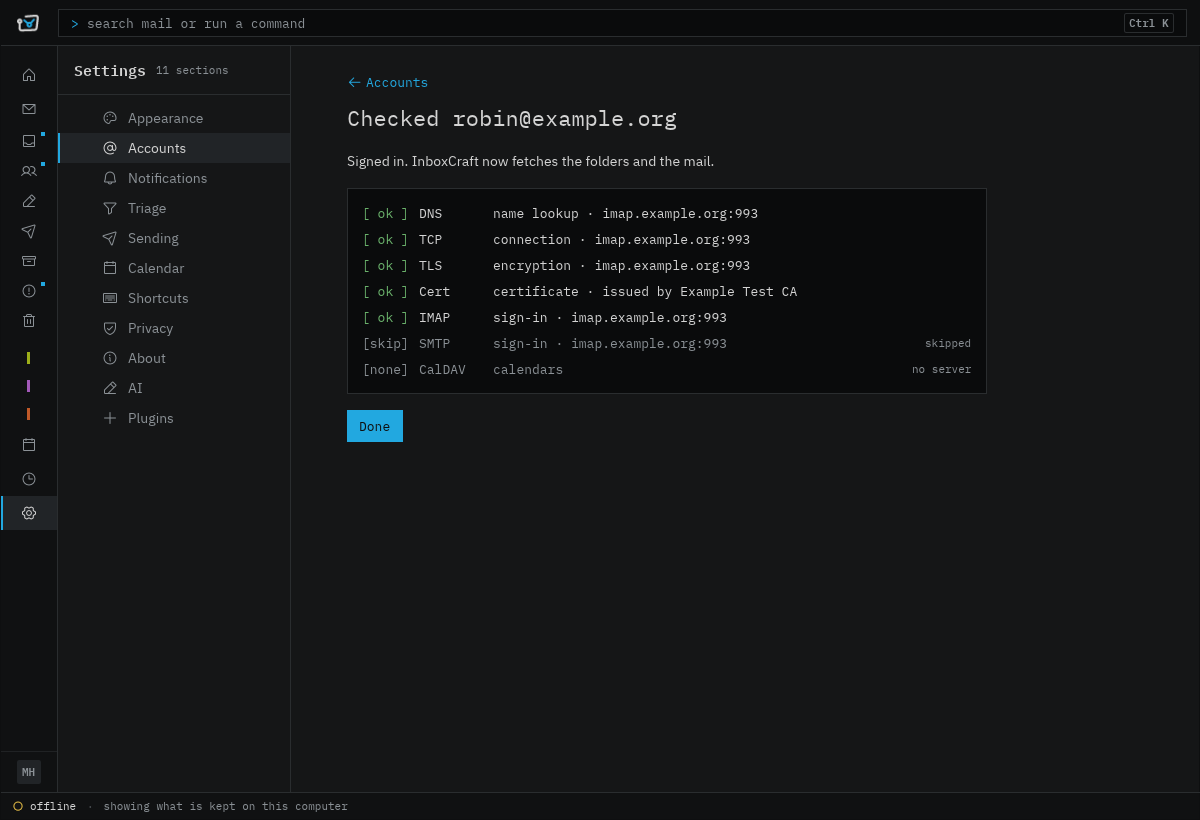 > search mail or run a command Ctrl K
Settings 11 sections
Appearance
Accounts
Notifications
Triage
Sending
Calendar
Shortcuts
Privacy
About
AI
Plugins
← Accounts
Checked robin@example.org
Signed in. InboxCraft now fetches the folders and the mail.
[ ok ] DNS name lookup · imap.example.org:993
[ ok ] TCP connection · imap.example.org:993
[ ok ] TLS encryption · imap.example.org:993
[ ok ] Cert certificate · issued by Example Test CA
[ ok ] IMAP sign-in · imap.example.org:993
[skip] SMTP sign-in · imap.example.org:993 skipped
[none] CalDAV calendars no server
Done
MH
offline · showing what is kept on this computer